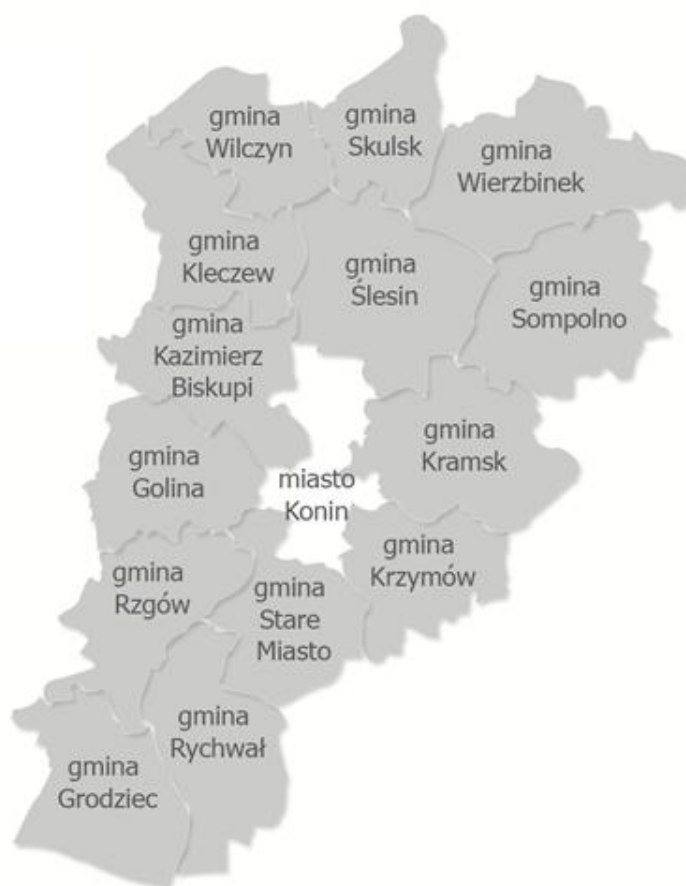 gmina
Wilczyn
gmina
Skulsk
gmina
Wierzbinek
gmina
Kleczew
gmina
Ślesin
gmina
Sompolno
gmina
Kazimierz
Biskupi
gmina
Golina
gmina
Kramsk
miasto
Konin
gmina
Rzgów
gmina
Stare
Miasto
gmina
Krzymów
gmina
Rychwał
gmina
Grodziec